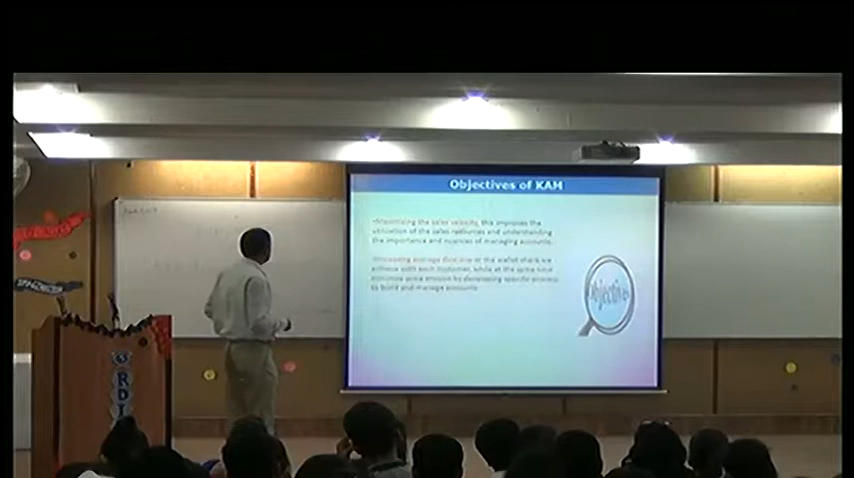 Objectives of KAM
•Maximizing the sales velocity, this improves the
utilization of the sales resources and understanding
the importance and nuances of managing accounts.
•Increasing average deal size or the wallet share we
achieve with each customer, while at the same time
minimize price erosion by developing specific process
to build and manage accounts
Objectives
RDI